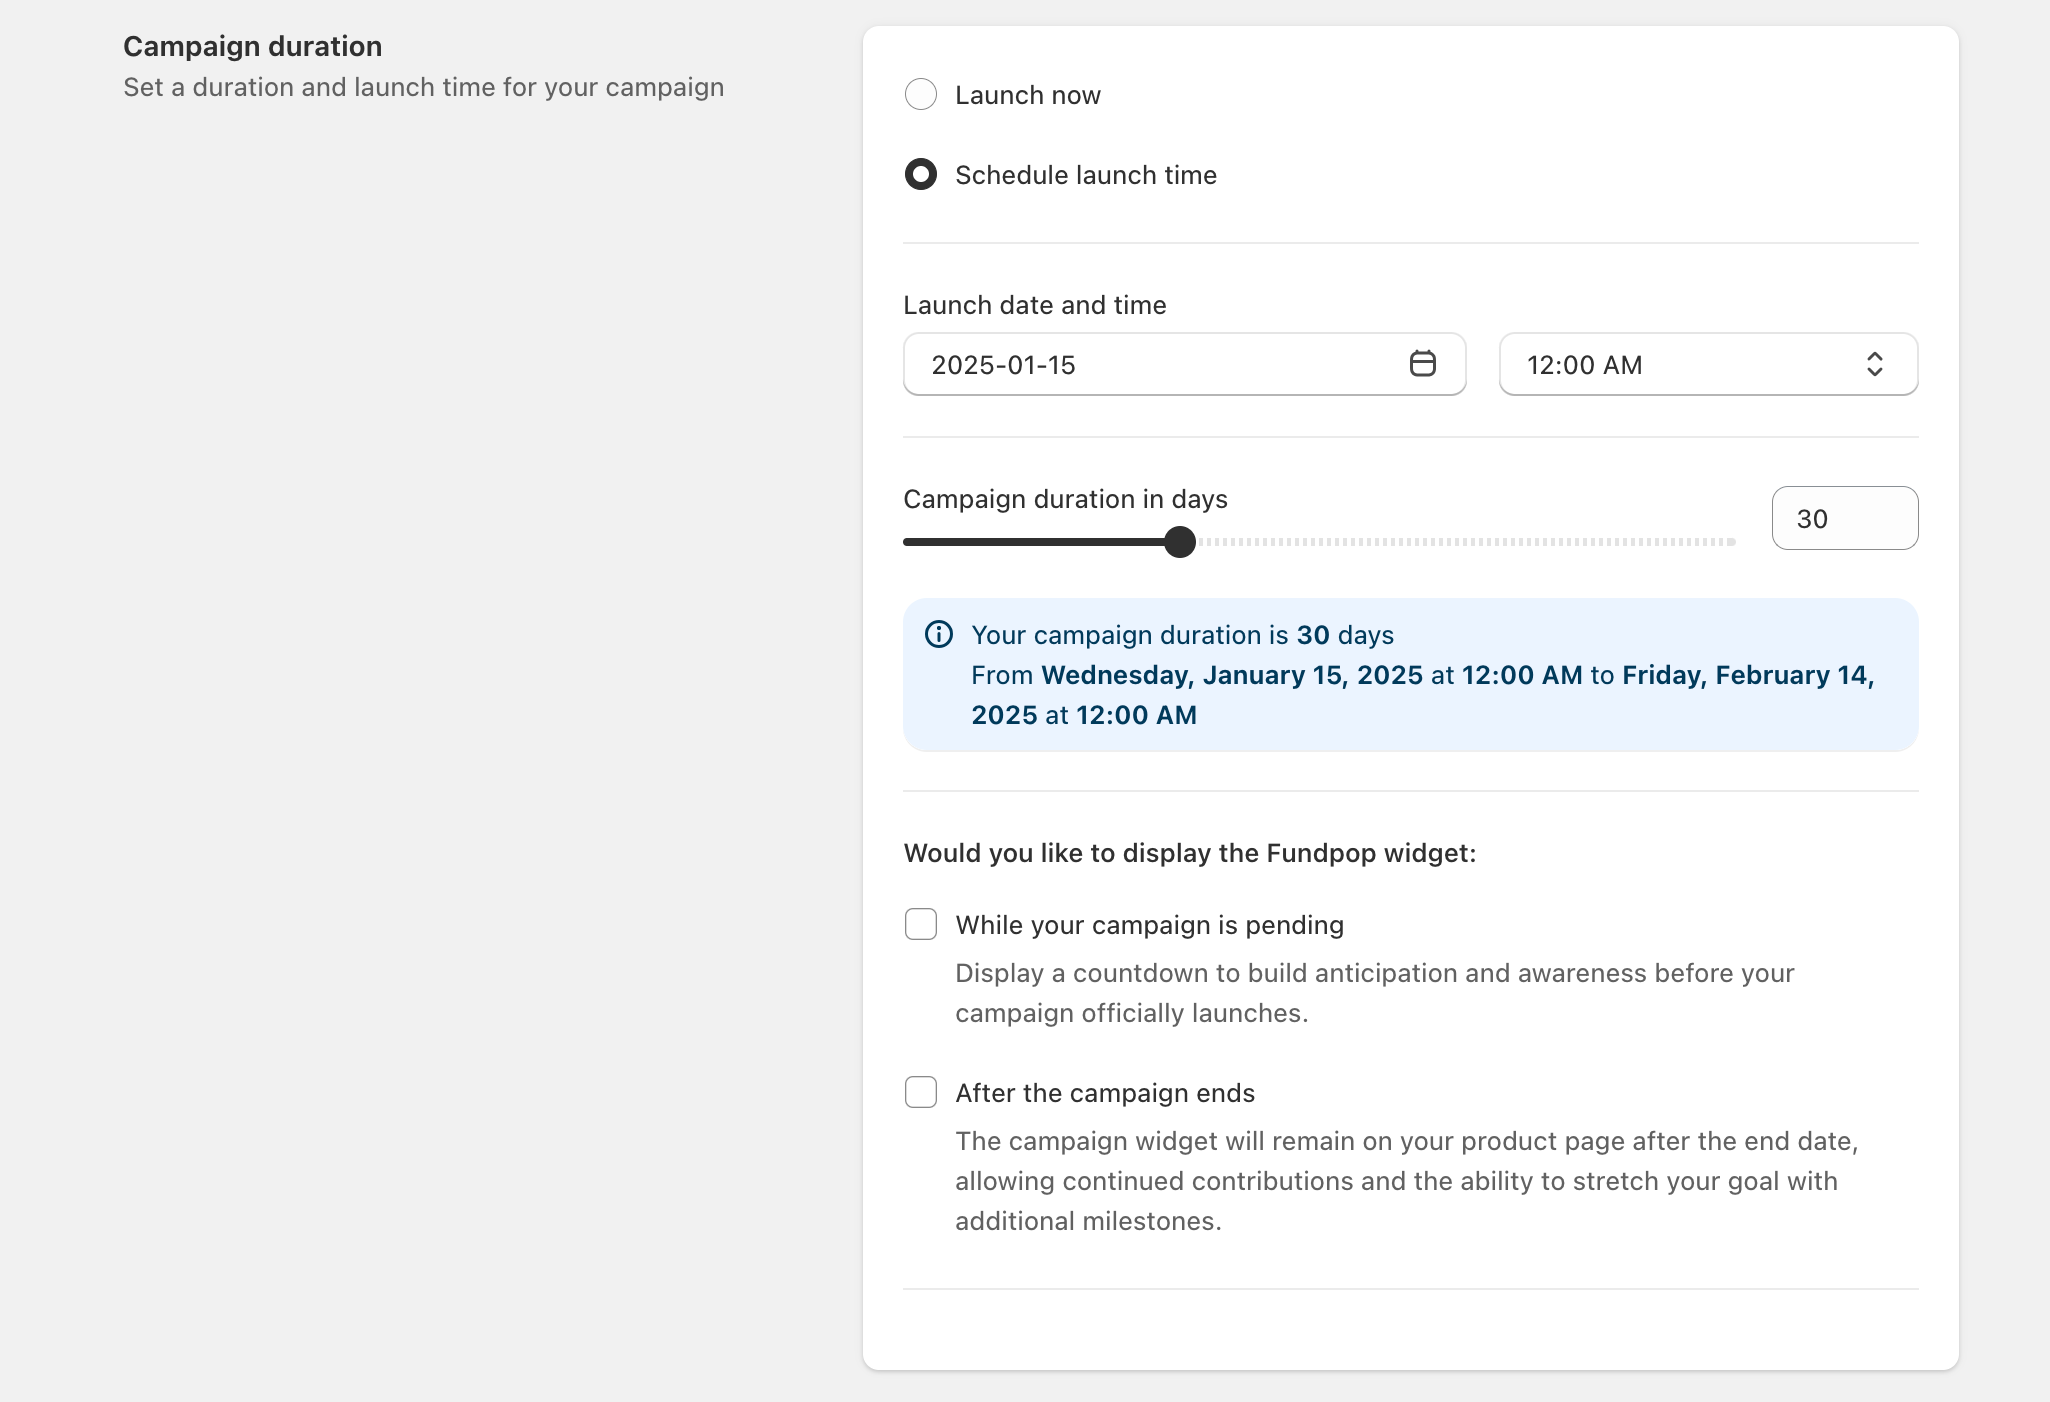 Campaign duration
Set a duration and launch time for your campaign
Launch now
Schedule launch time
Launch date and time
2025-01-15
12:00 AM
Campaign duration in days
30
Your campaign duration is 30 days
From Wednesday, January 15, 2025 at 12:00 AM to Friday, February 14,
2025 at 12:00 AM
Would you like to display the Fundpop widget:
While your campaign is pending
Display a countdown to build anticipation and awareness before your
campaign officially launches.
After the campaign ends
The campaign widget will remain on your product page after the end date,
allowing continued contributions and the ability to stretch your goal with
additional milestones.